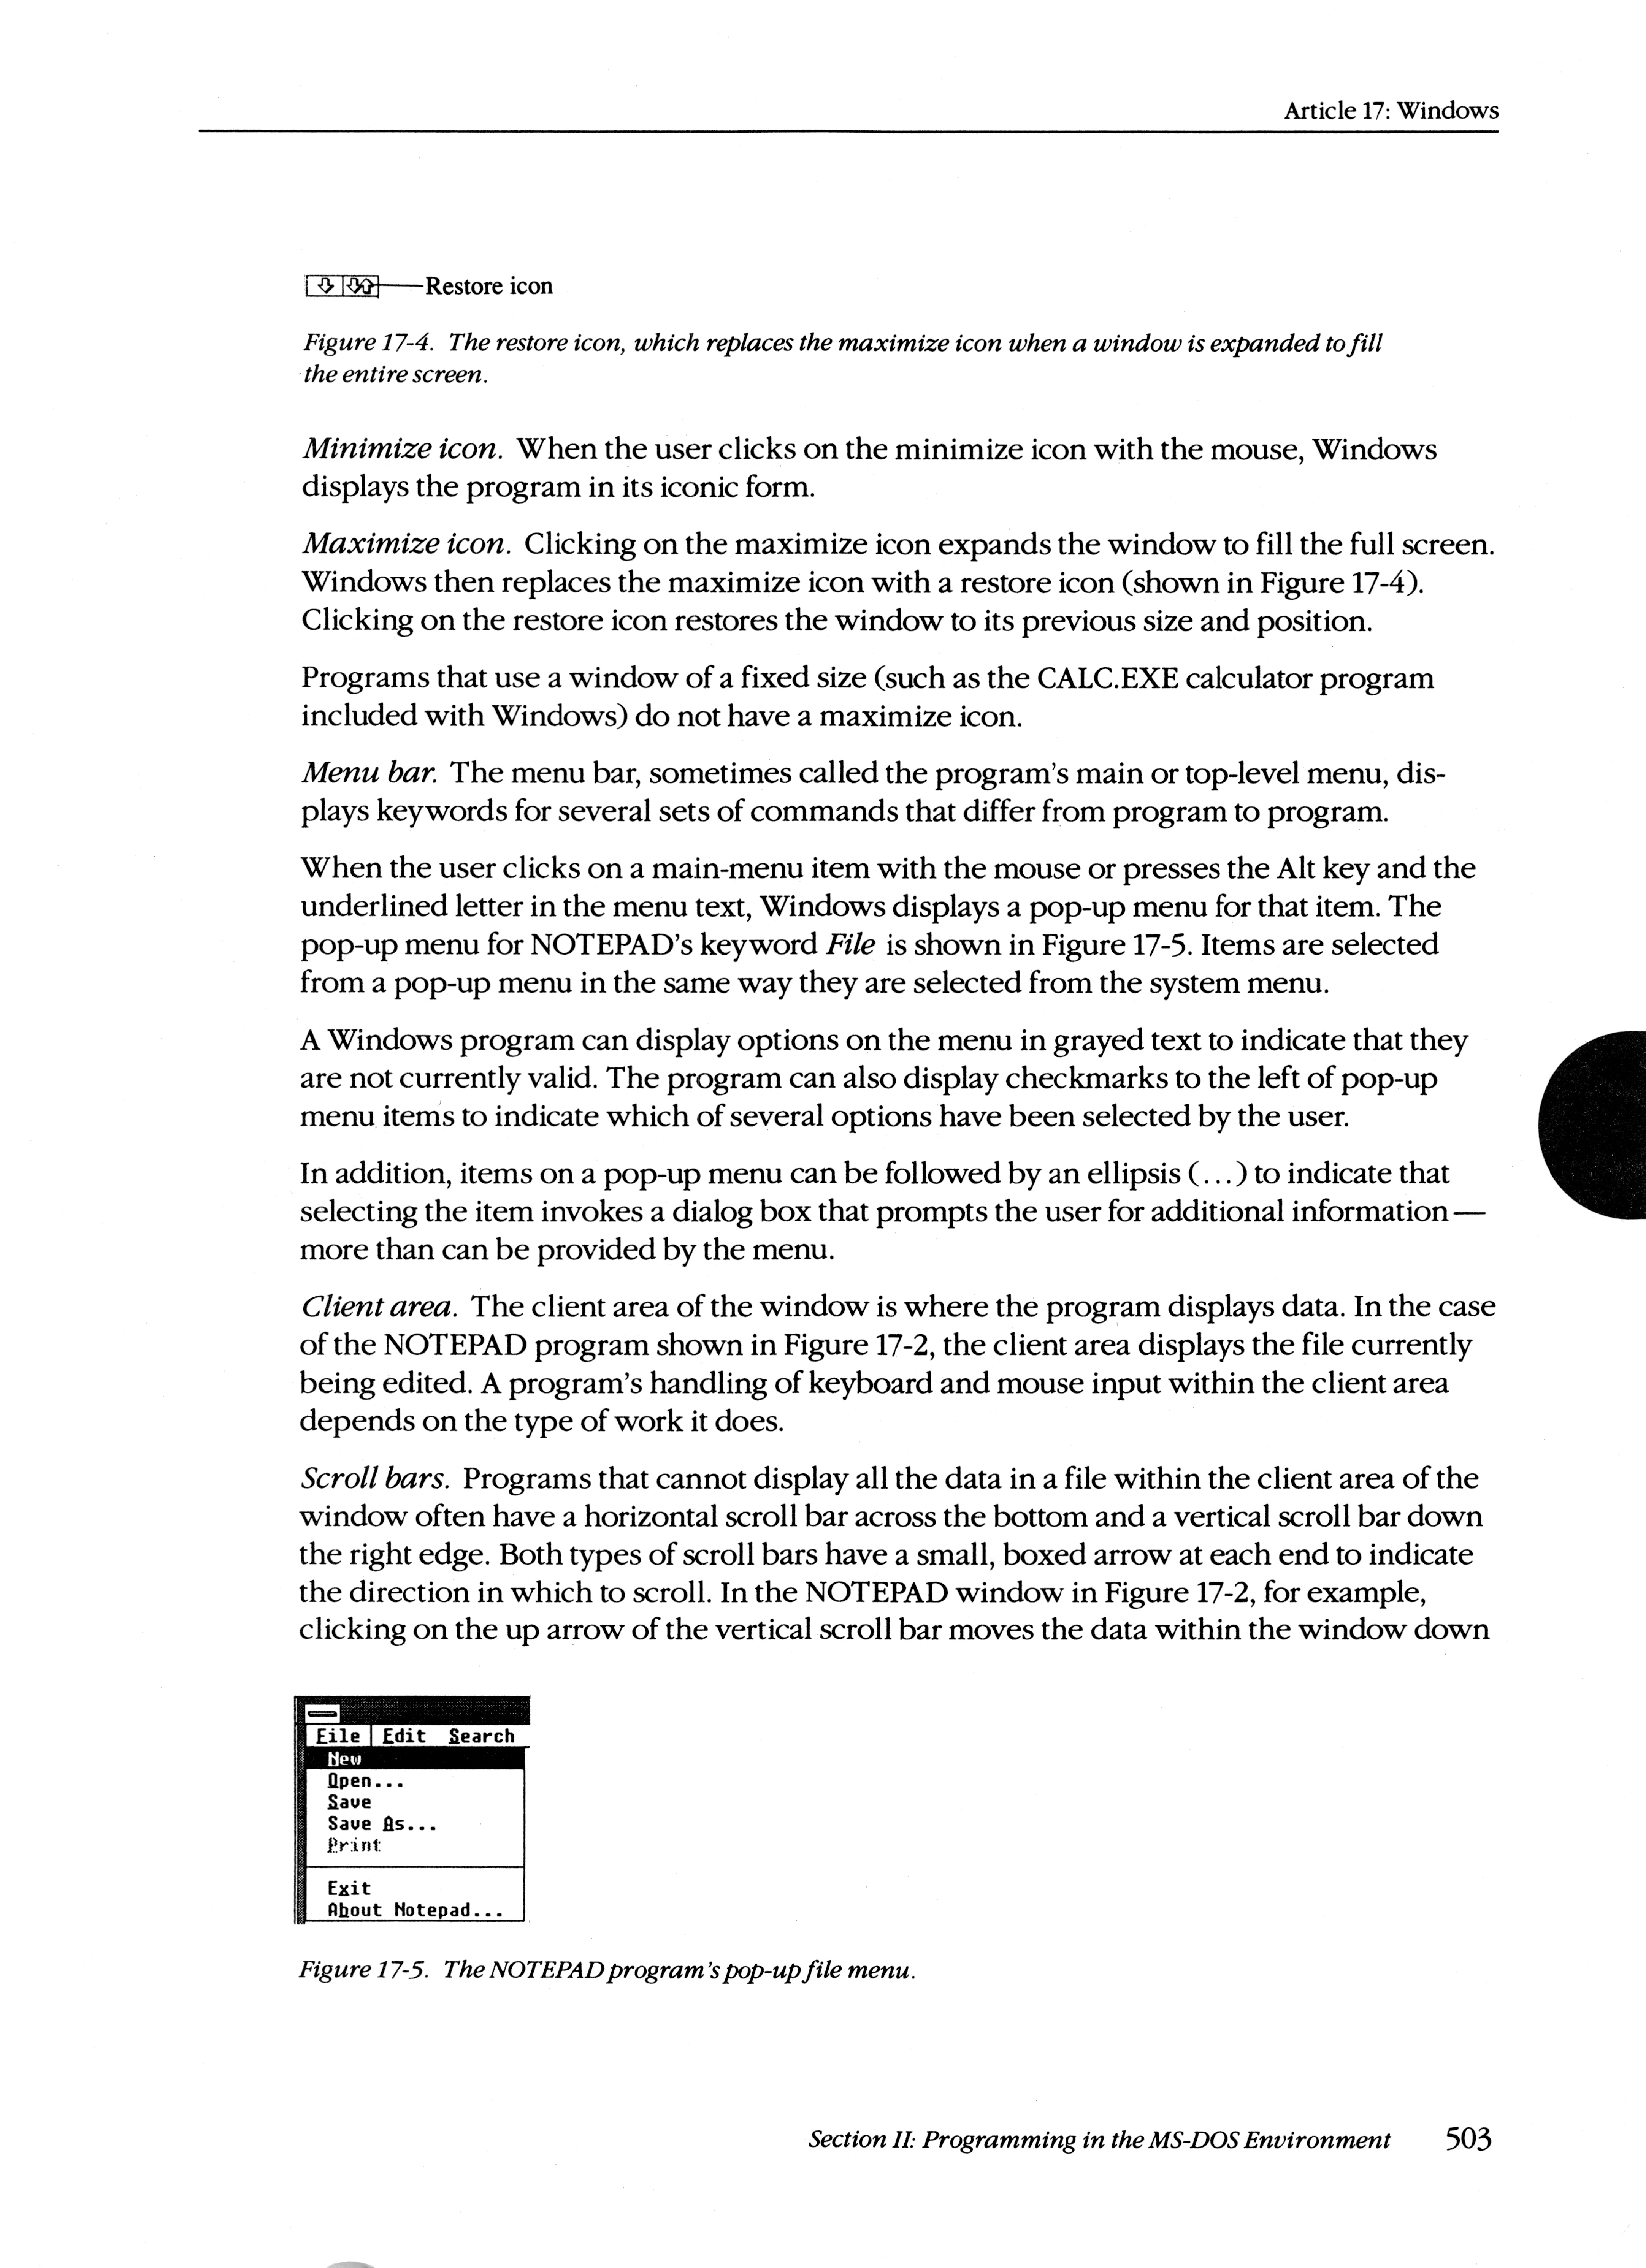 Article 17: Windows
Restore icon
Figure 17-4. The restore icon, which replaces the maximize icon when a window is expanded to fill
the entire screen.
Minimize icon. When the user clicks on the minimize icon with the mouse, Windows
displays the program in its iconic form.
Maximize icon. Clicking on the maximize icon expands the window to fill the full screen.
Windows then replaces the maximize icon with a restore icon (shown in Figure 17-4).
Clicking on the restore icon restores the window to its previous size and position.
Programs that use a window of a fixed size (such as the CALC.EXE calculator program
included with Windows) do not have a maximize icon.
Menu bar. The menu bar, sometimes called the program's main or top-level menu, dis-
plays keywords for several sets of commands that differ from program to program.
When the user clicks on a main-menu item with the mouse or presses the Alt key and the
underlined letter in the menu text, Windows displays a pop-up menu for that item. The
pop-up menu for NOTEPAD's keyword File is shown in Figure 17-5. Items are selected
from a pop-up menu in the same way they are selected from the system menu.
A Windows program can display options on the menu in grayed text to indicate that they
are not currently valid. The program can also display checkmarks to the left of pop-up
menu items to indicate which of several options have been selected by the user.
In addition, items on a pop-up menu can be followed by an ellipsis (...) to indicate that
selecting the item invokes a dialog box that prompts the user for additional information—
more than can be provided by the menu.
Client area. The client area of the window is where the program displays data. In the case
of the NOTEPAD program shown in Figure 17-2, the client area displays the file currently
being edited. A program's handling of keyboard and mouse input within the client area
depends on the type of work it does.
Scroll bars. Programs that cannot display all the data in a file within the client area of the
window often have a horizontal scroll bar across the bottom and a vertical scroll bar down
the right edge. Both types of scroll bars have a small, boxed arrow at each end to indicate
the direction in which to scroll. In the NOTEPAD window in Figure 17-2, for example,
clicking on the up arrow of the vertical scroll bar moves the data within the window down
File Edit Search
New
Open...
Save
Save As...
Print
Exit
About Notepad...
Figure 17-5. The NOTEPAD program's pop-up file menu.
Section II: Programming in the MS-DOS Environment 503